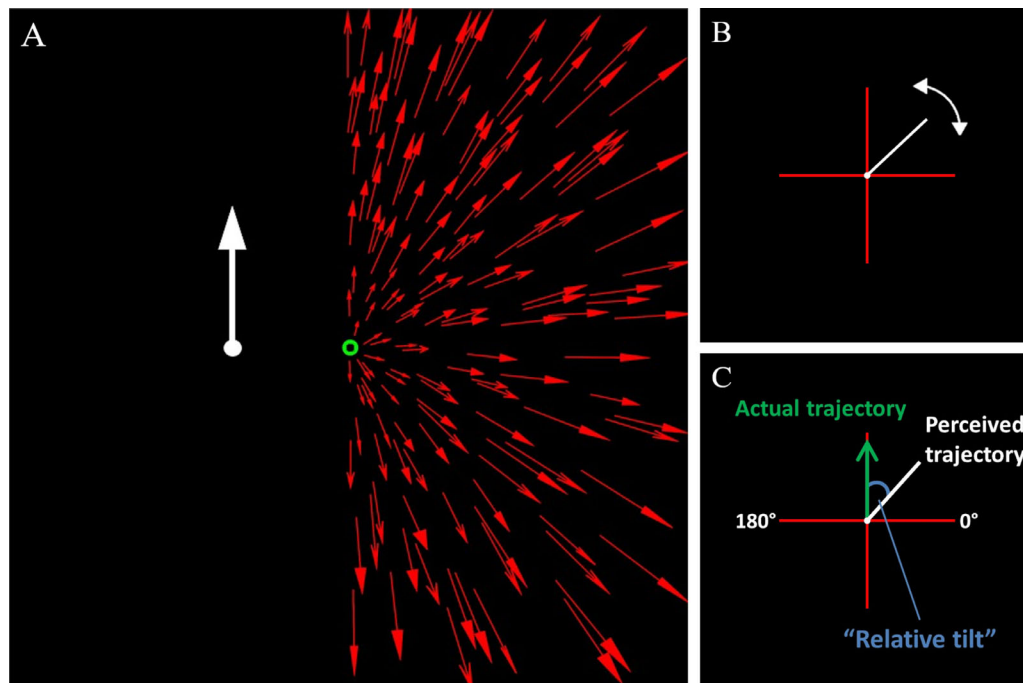 A
B
C
Actual trajectory
Perceived
trajectory
180°
0°
“Relative tilt”